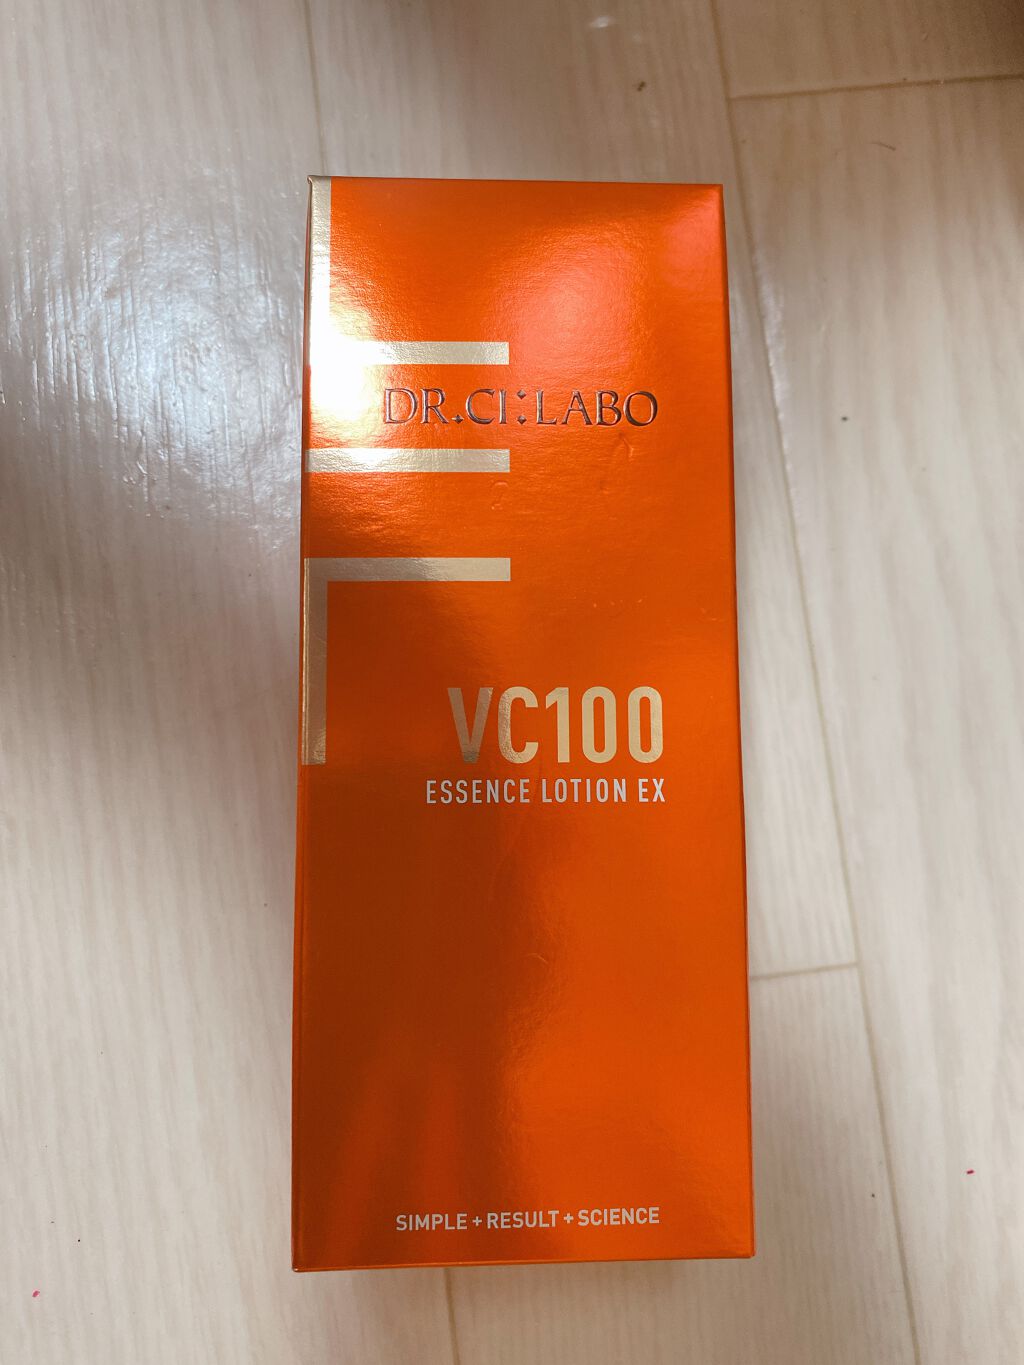 DR.CI:LABO
VC100
ESSENCE LOTION EX
SIMPLE+RESULT+SCIENCE